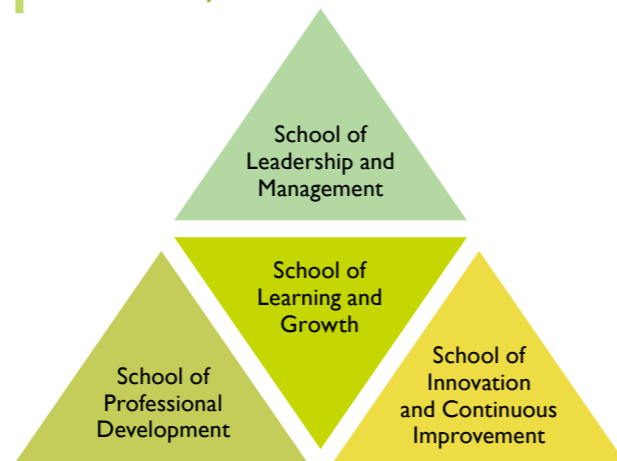 School of
Leadership and
Management
School of
Learning and
Growth
School of
Professional
Development
School of
Innovation
and Continuous
Improvement